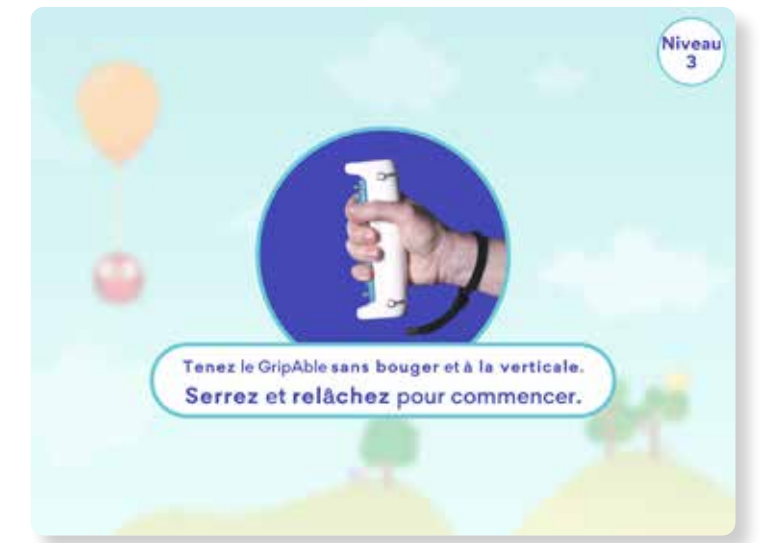 Niveau
3
Tenez le GripAble sans bouger et à la verticale.
Serrez et relâchez pour commencer.